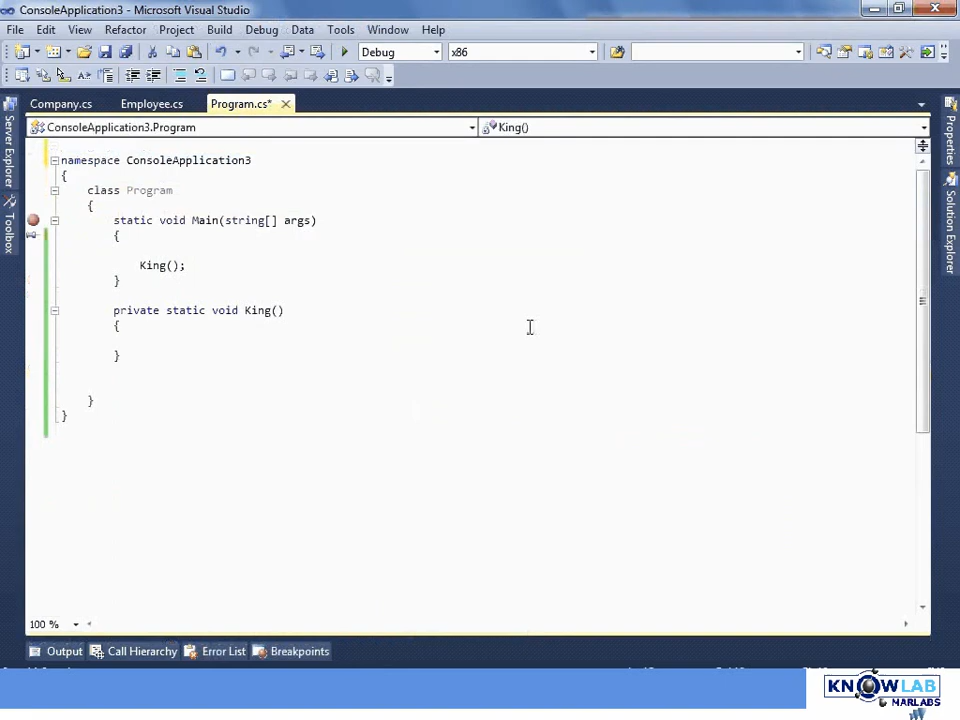 ConsoleApplication3 - Microsoft Visual Studio
File Edit View Refactor Project Build Debug Data Tools Window Help
Debug x86
Company.cs Employee.cs Program.cs*
ConsoleApplication3.Program King()
namespace ConsoleApplication3
{
class Program
{
static void Main(string[] args)
{
King();
}
private static void King()
{
}
}
}
100 %
Server Explorer
Toolbox
Properties
Solution Explorer
Output Call Hierarchy Error List Breakpoints
KNOWLAB
MARLABS